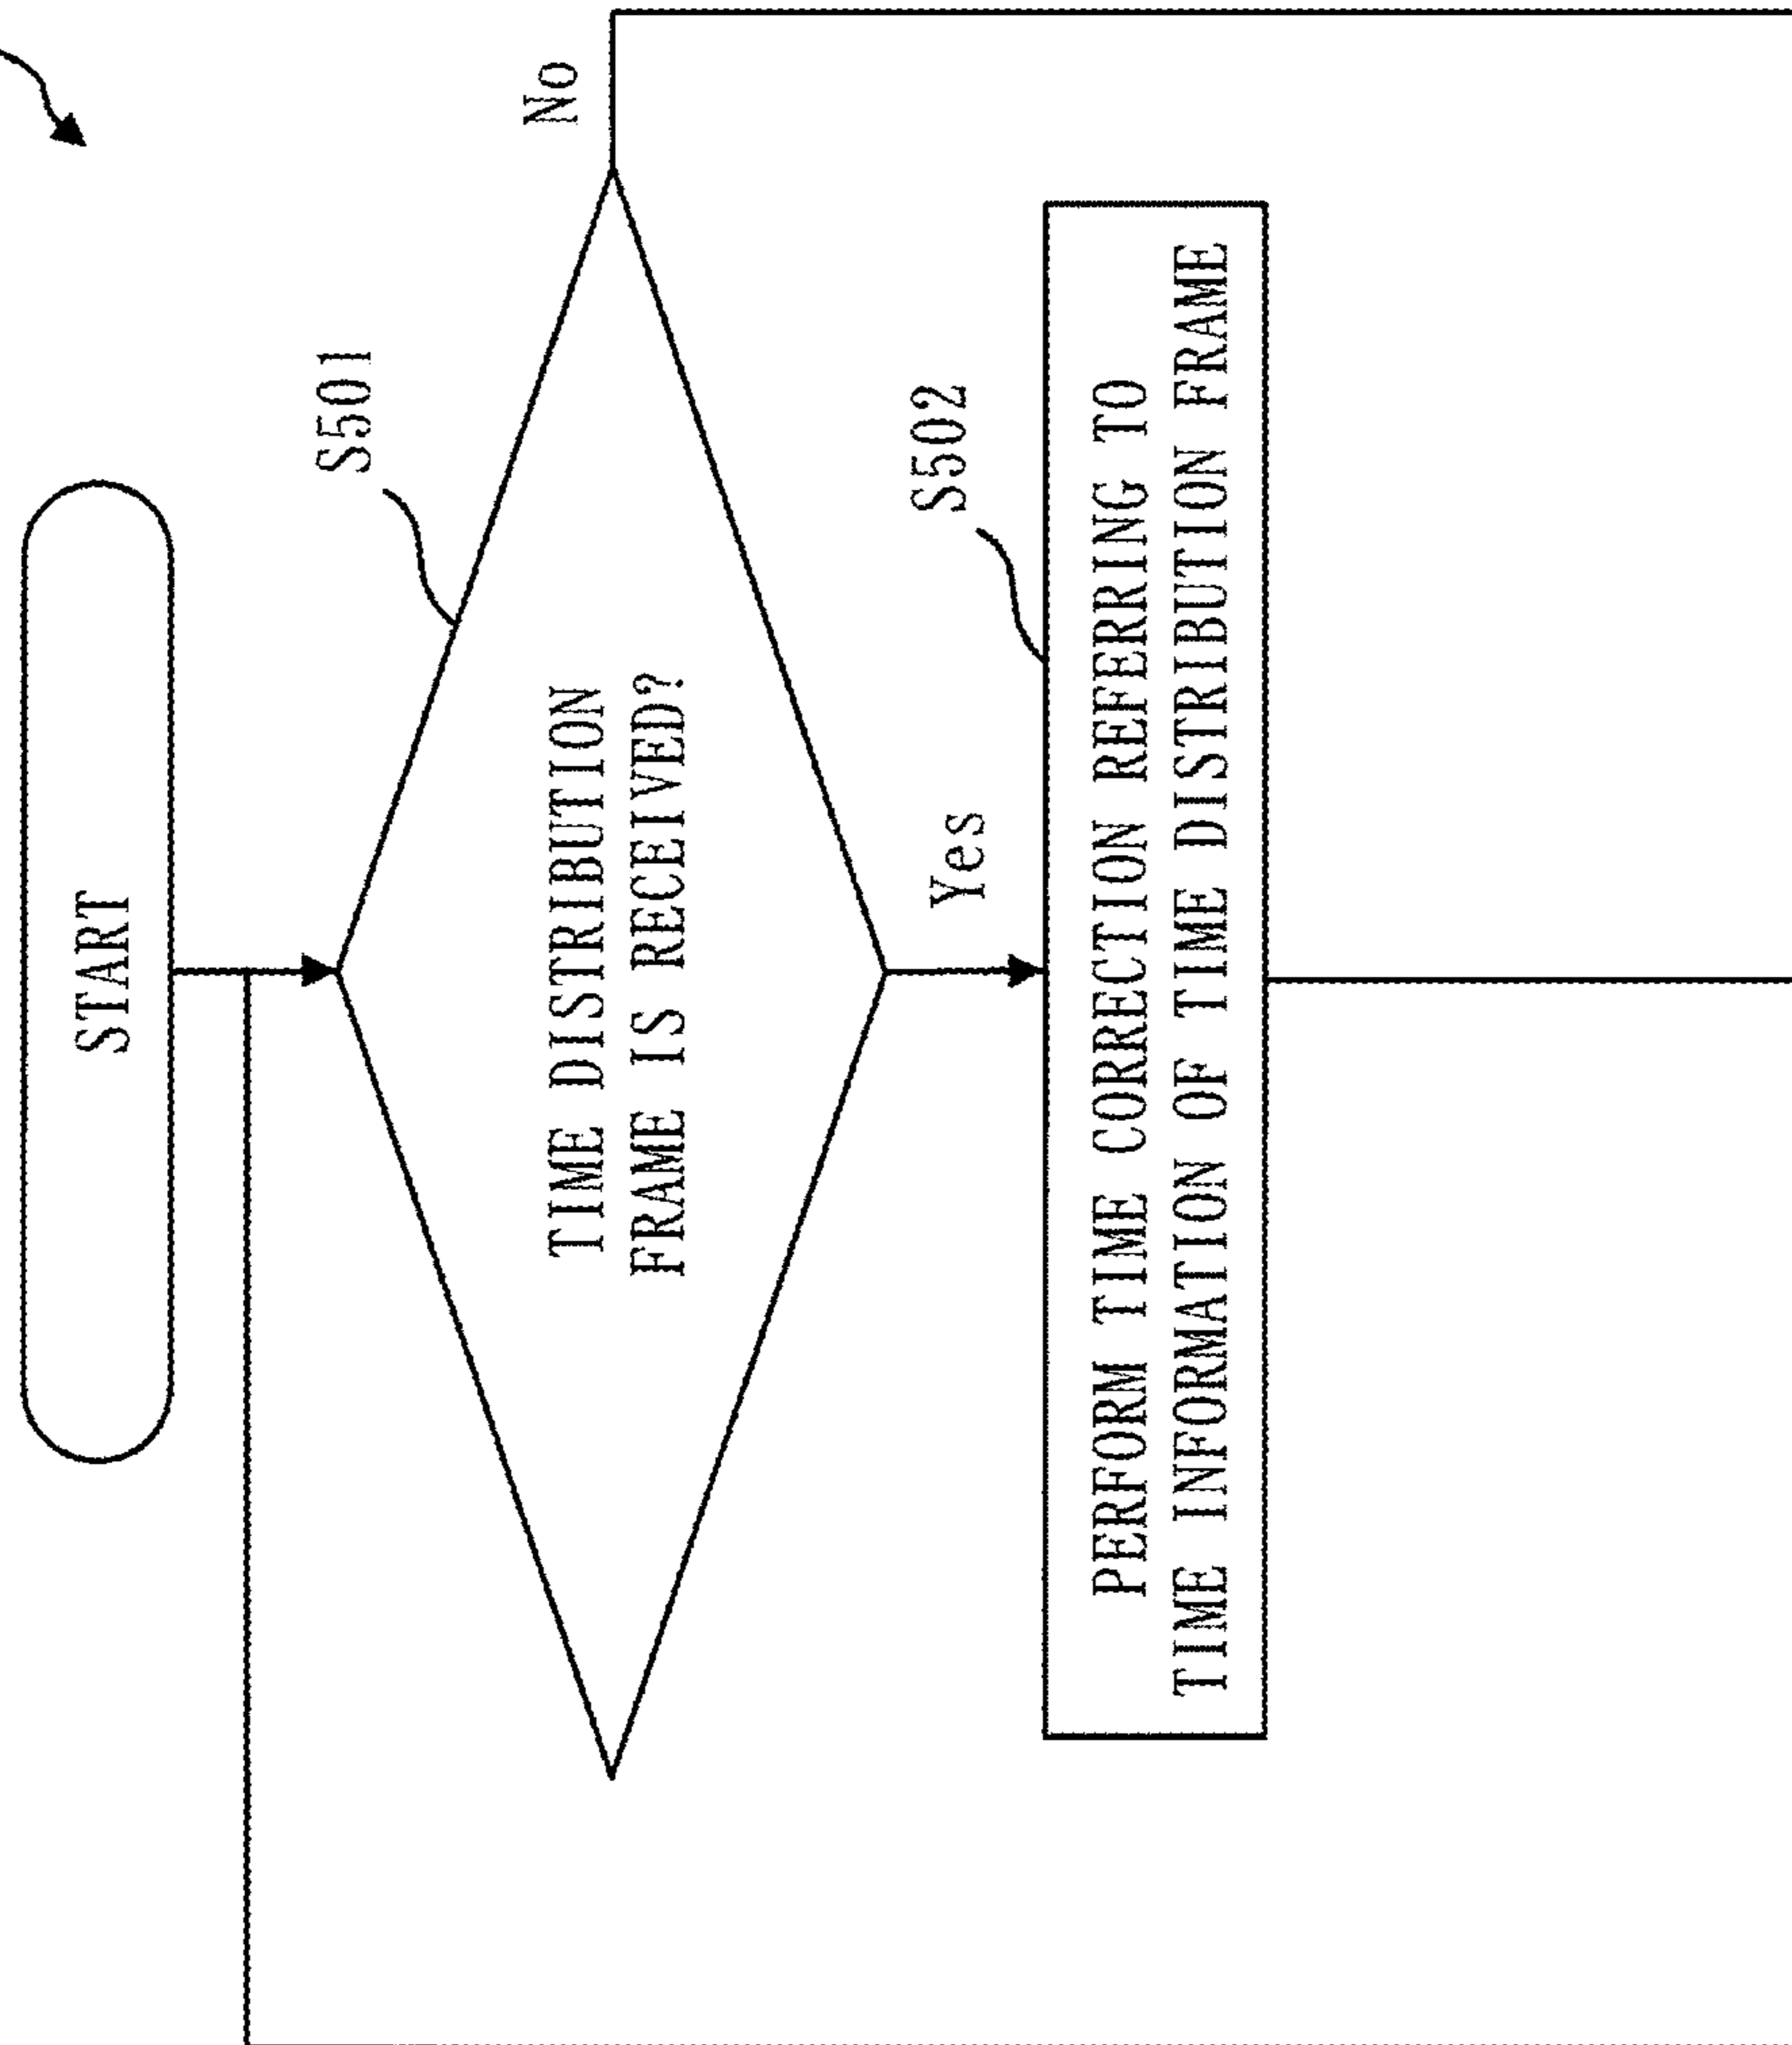 START
S501
TIME DISTRIBUTION
FRAME IS RECEIVED?
No
Yes
S502
PERFORM TIME CORRECTION REFERRING TO
TIME INFORMATION OF TIME DISTRIBUTION FRAME